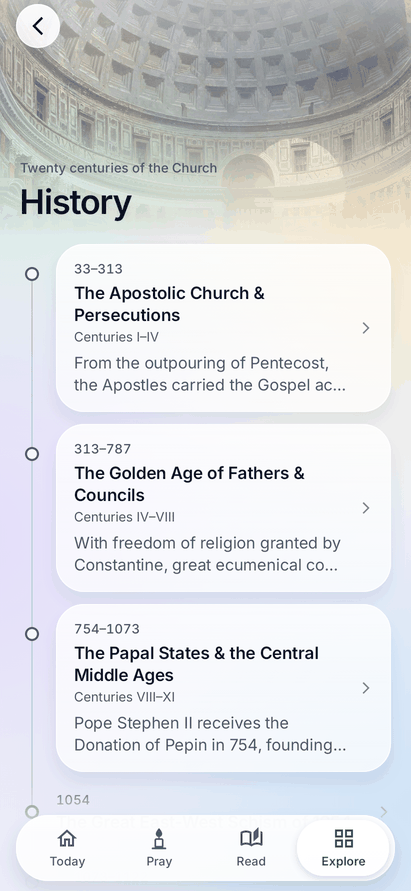 Twenty centuries of the Church
History
33–313
The Apostolic Church &
Persecutions
Centuries I–IV
From the outpouring of Pentecost,
the Apostles carried the Gospel ac...
313–787
The Golden Age of Fathers &
Councils
Centuries IV–VIII
With freedom of religion granted by
Constantine, great ecumenical co...
754–1073
The Papal States & the Central
Middle Ages
Centuries VIII–XI
Pope Stephen II receives the
Donation of Pepin in 754, founding...
1054
Today
Pray
Read
Explore